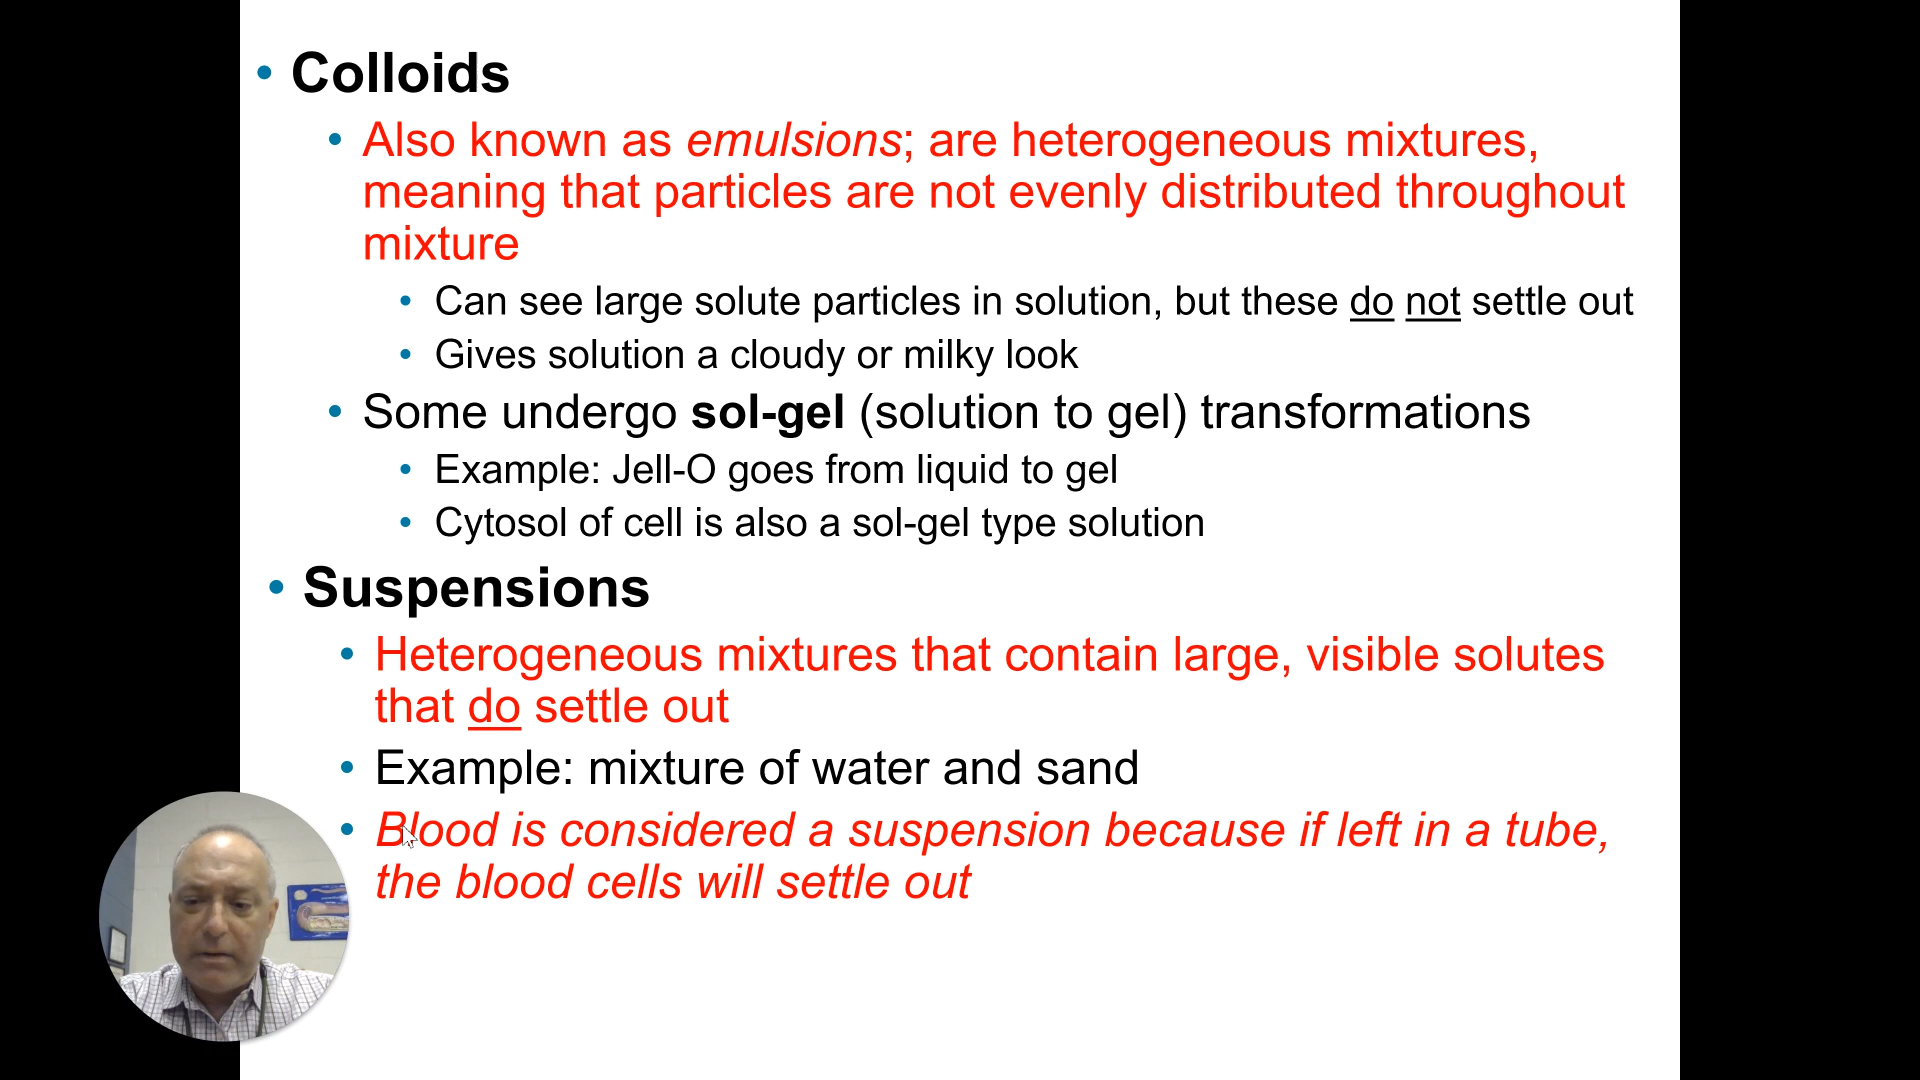 • Colloids
• Also known as emulsions; are heterogeneous mixtures,
meaning that particles are not evenly distributed throughout
mixture
• Can see large solute particles in solution, but these do not settle out
• Gives solution a cloudy or milky look
• Some undergo sol-gel (solution to gel) transformations
• Example: Jell-O goes from liquid to gel
• Cytosol of cell is also a sol-gel type solution
• Suspensions
• Heterogeneous mixtures that contain large, visible solutes
that do settle out
• Example: mixture of water and sand
• Blood is considered a suspension because if left in a tube,
the blood cells will settle out